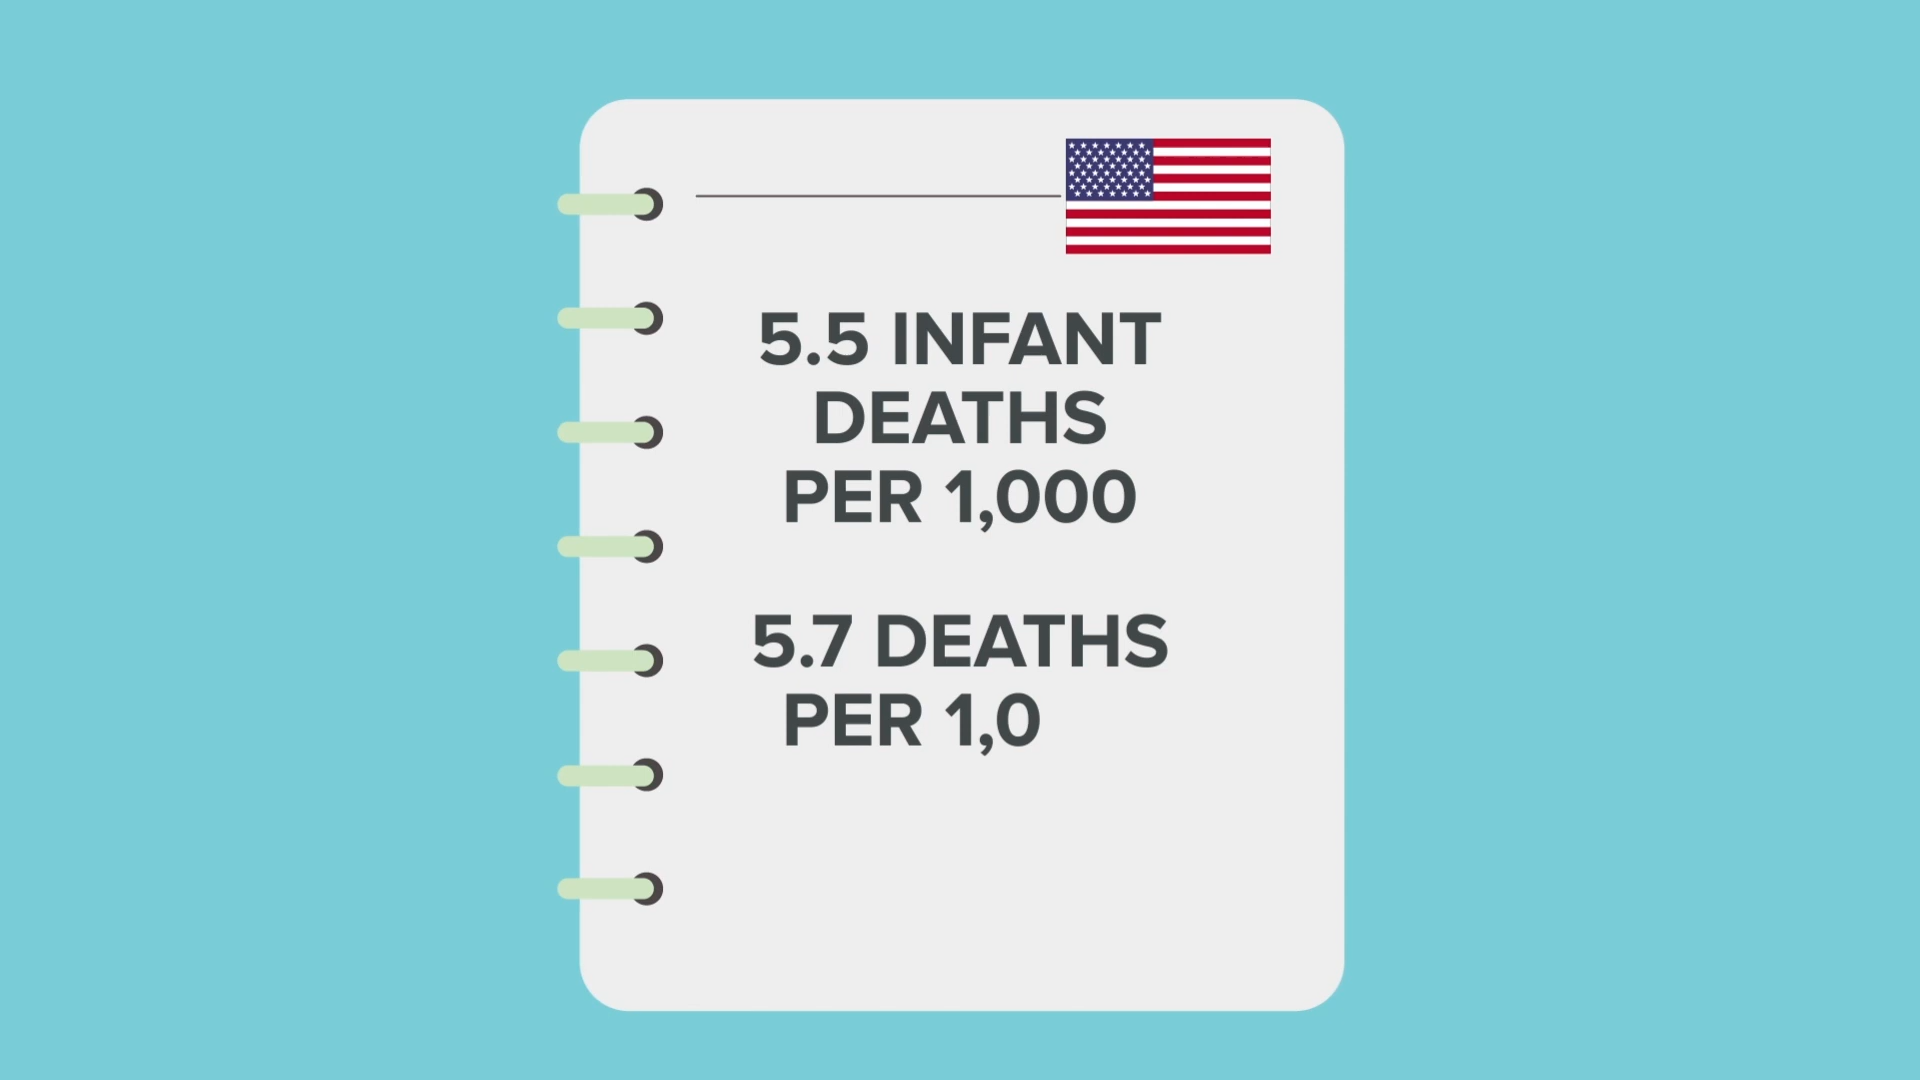 5.5 INFANT
DEATHS
PER 1,000
5.7 DEATHS
PER 1,0